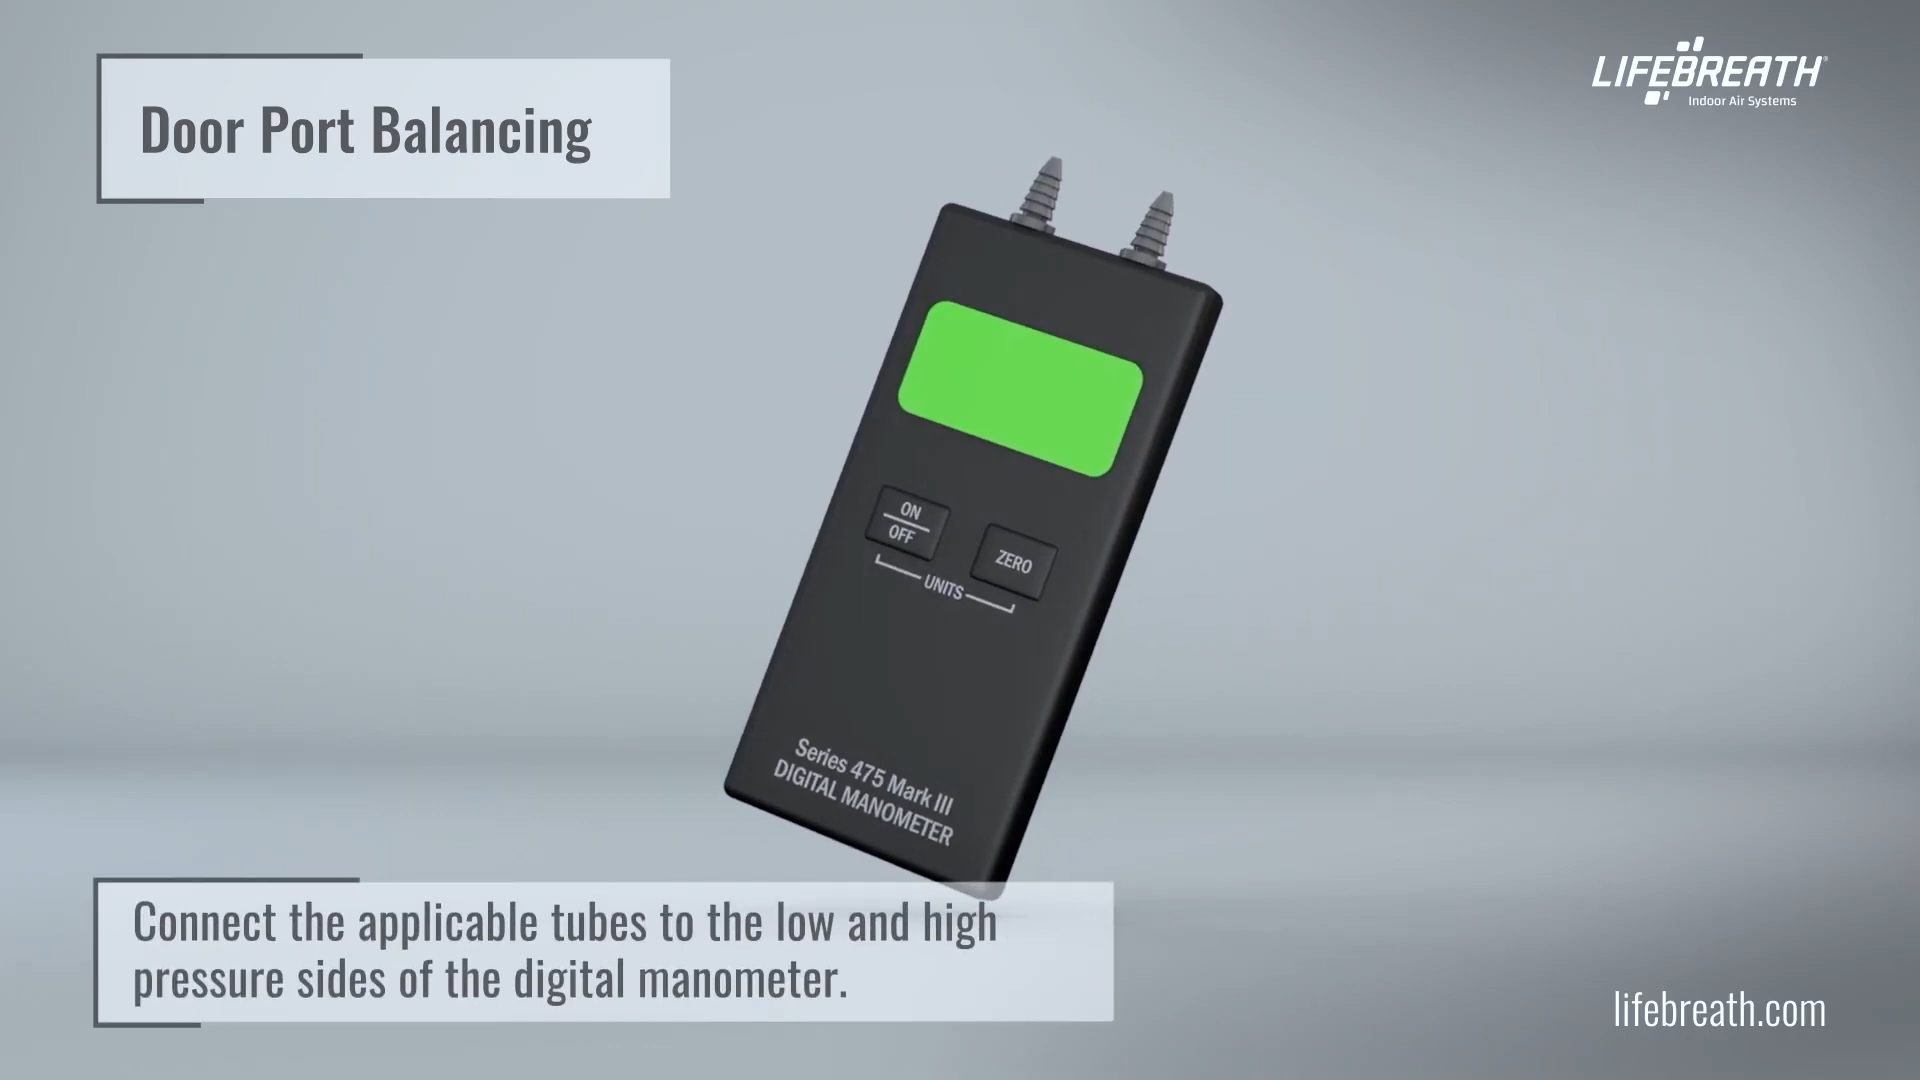 Door Port Balancing
LIFEBREATH®
Indoor Air Systems
ON
OFF
ZERO
UNITS
Series 475 Mark III
DIGITAL MANOMETER
Connect the applicable tubes to the low and high
pressure sides of the digital manometer.
lifebreath.com